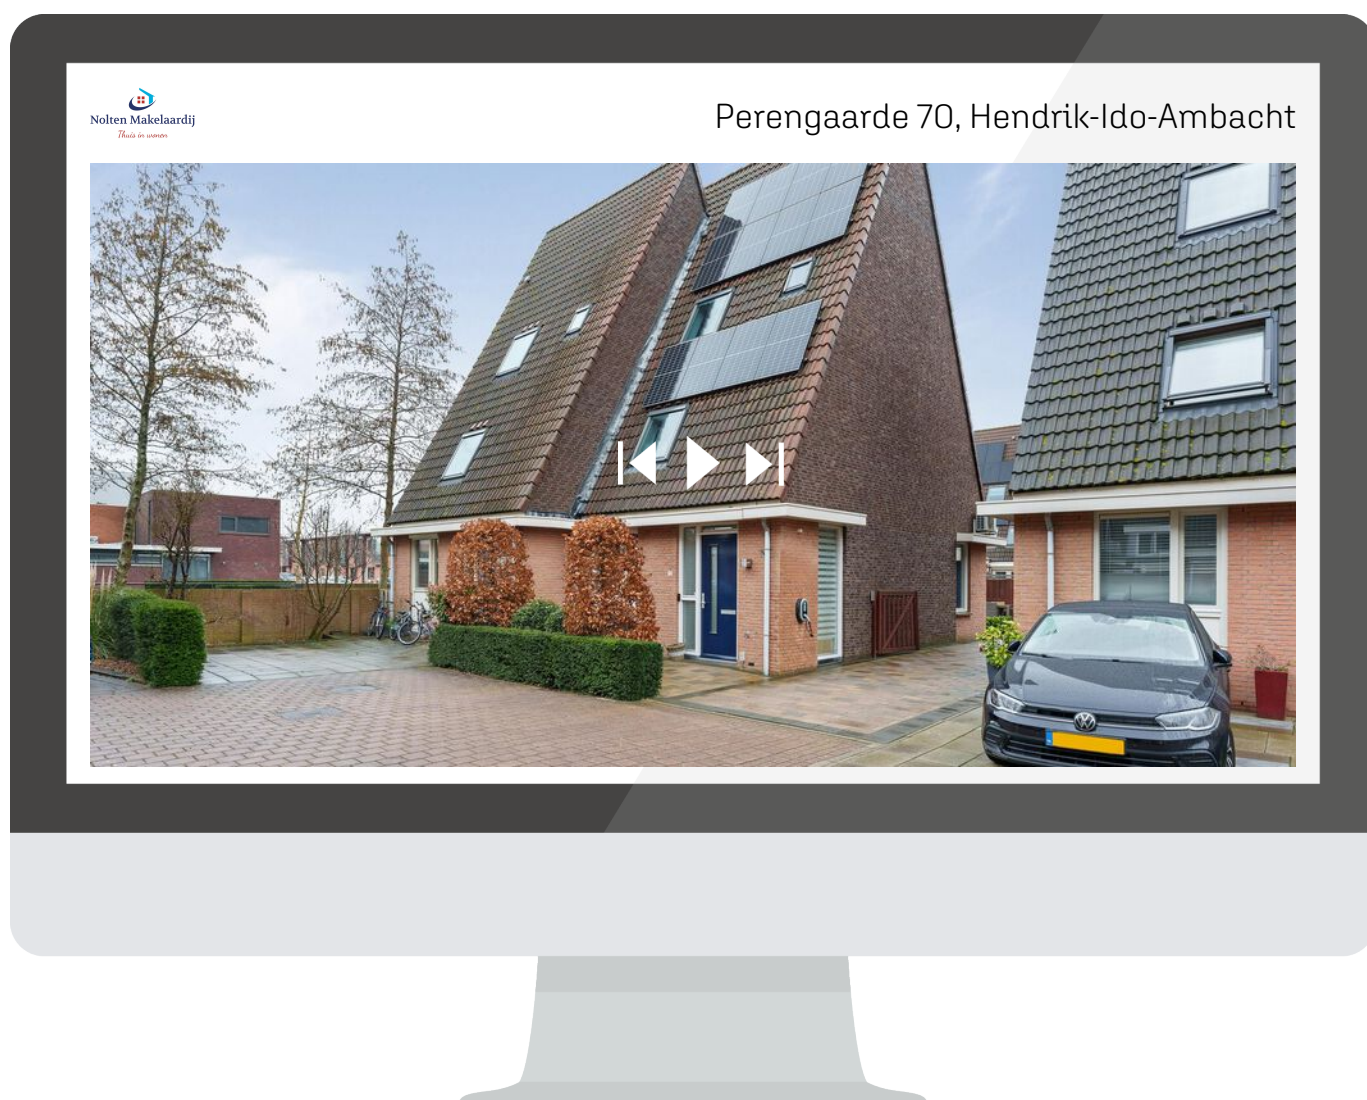 Nolten Makelaardij
Thuis in wonen
Perengaarde 70, Hendrik-Ido-Ambacht